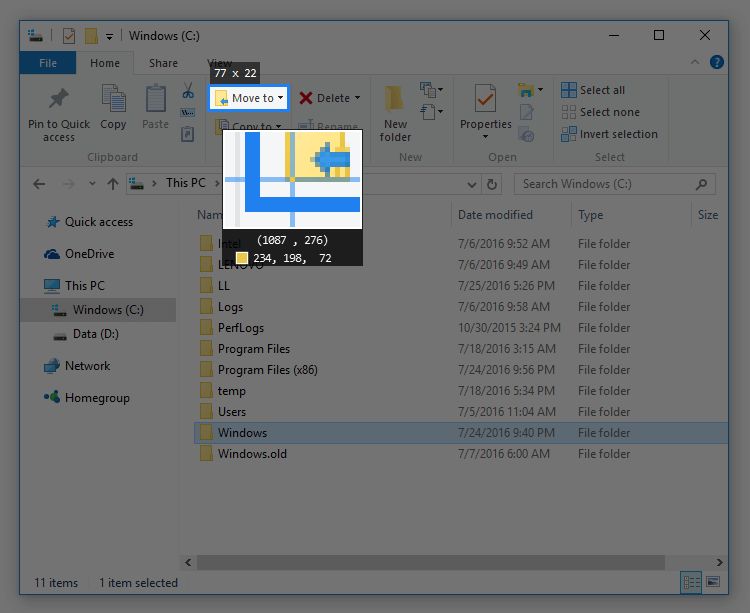 Windows (C:)
File Home Share View
77 x 22
Move to Delete
Copy to Rename
Pin to Quick access
Copy
Paste
New folder
Properties
Select all
Select none
Invert selection
Clipboard New Open Select
This PC
Search Windows (C:)
Quick access
OneDrive
This PC
Windows (C:)
Data (D:)
Network
Homegroup
Date modified Type Size
(1087 , 276)
234, 198, 72
Intel 7/6/2016 9:52 AM File folder
LENOVO 7/6/2016 9:49 AM File folder
LL 7/25/2016 5:26 PM File folder
Logs 7/6/2016 9:58 AM File folder
PerfLogs 10/30/2015 3:24 PM File folder
Program Files 7/18/2016 3:15 AM File folder
Program Files (x86) 7/24/2016 9:56 PM File folder
temp 7/18/2016 5:34 PM File folder
Users 7/5/2016 11:04 AM File folder
Windows 7/24/2016 9:40 PM File folder
Windows.old 7/7/2016 6:00 AM File folder
11 items 1 item selected